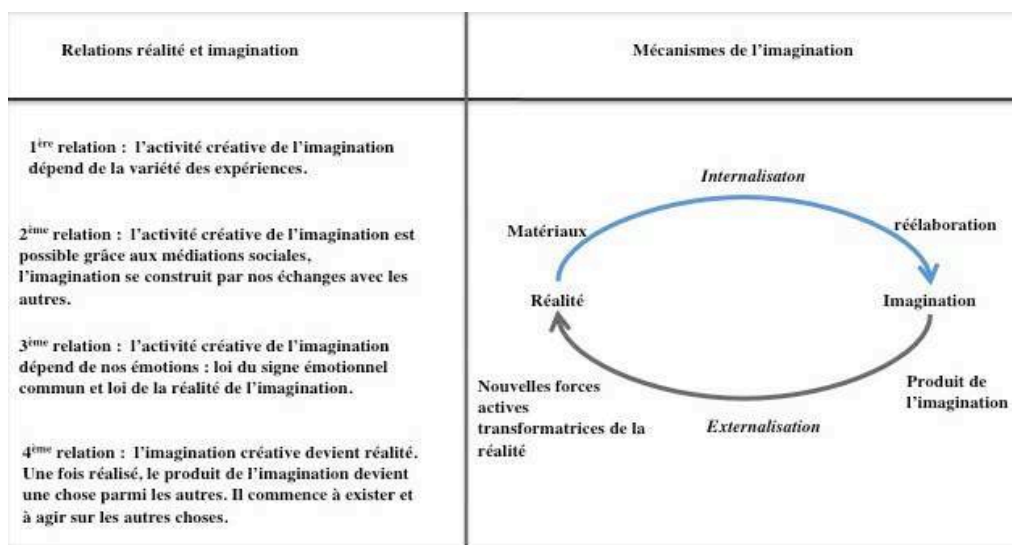 Relations réalité et imagination
Mécanismes de l'imagination
1ère relation : l'activité créative de l'imagination
dépend de la variété des expériences.
2ème relation : l'activité créative de l'imagination est
possible grâce aux médiations sociales,
l'imagination se construit par nos échanges avec les
autres.
3ème relation : l'activité créative de l'imagination
dépend de nos émotions : loi du signe émotionnel
commun et loi de la réalité de l'imagination.
4ème relation : l'imagination créative devient réalité.
Une fois réalisé, le produit de l'imagination devient
une chose parmi les autres. Il commence à exister et
à agir sur les autres choses.
Internalisaton
Matériaux
réélaboration
Réalité
Imagination
Nouvelles forces
actives
transformatrices de la
réalité
Externalisation
Produit de
l'imagination